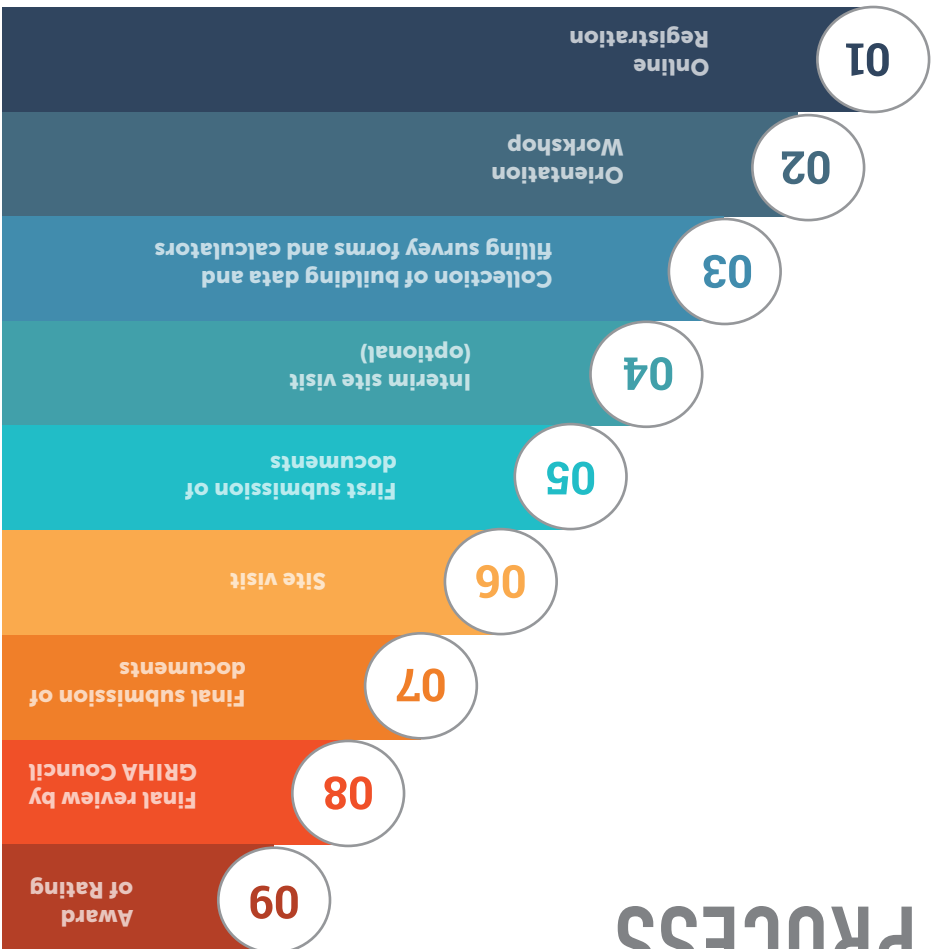 PROCESS
09
Award
of Rating
08
Final review by
GRIHA Council
07
Final submission of
documents
06
Site visit
05
First submission of
documents
04
Interim site visit
(optional)
03
Collection of building data and
filling survey forms and calculators
02
Orientation
Workshop
01
Online
Registration